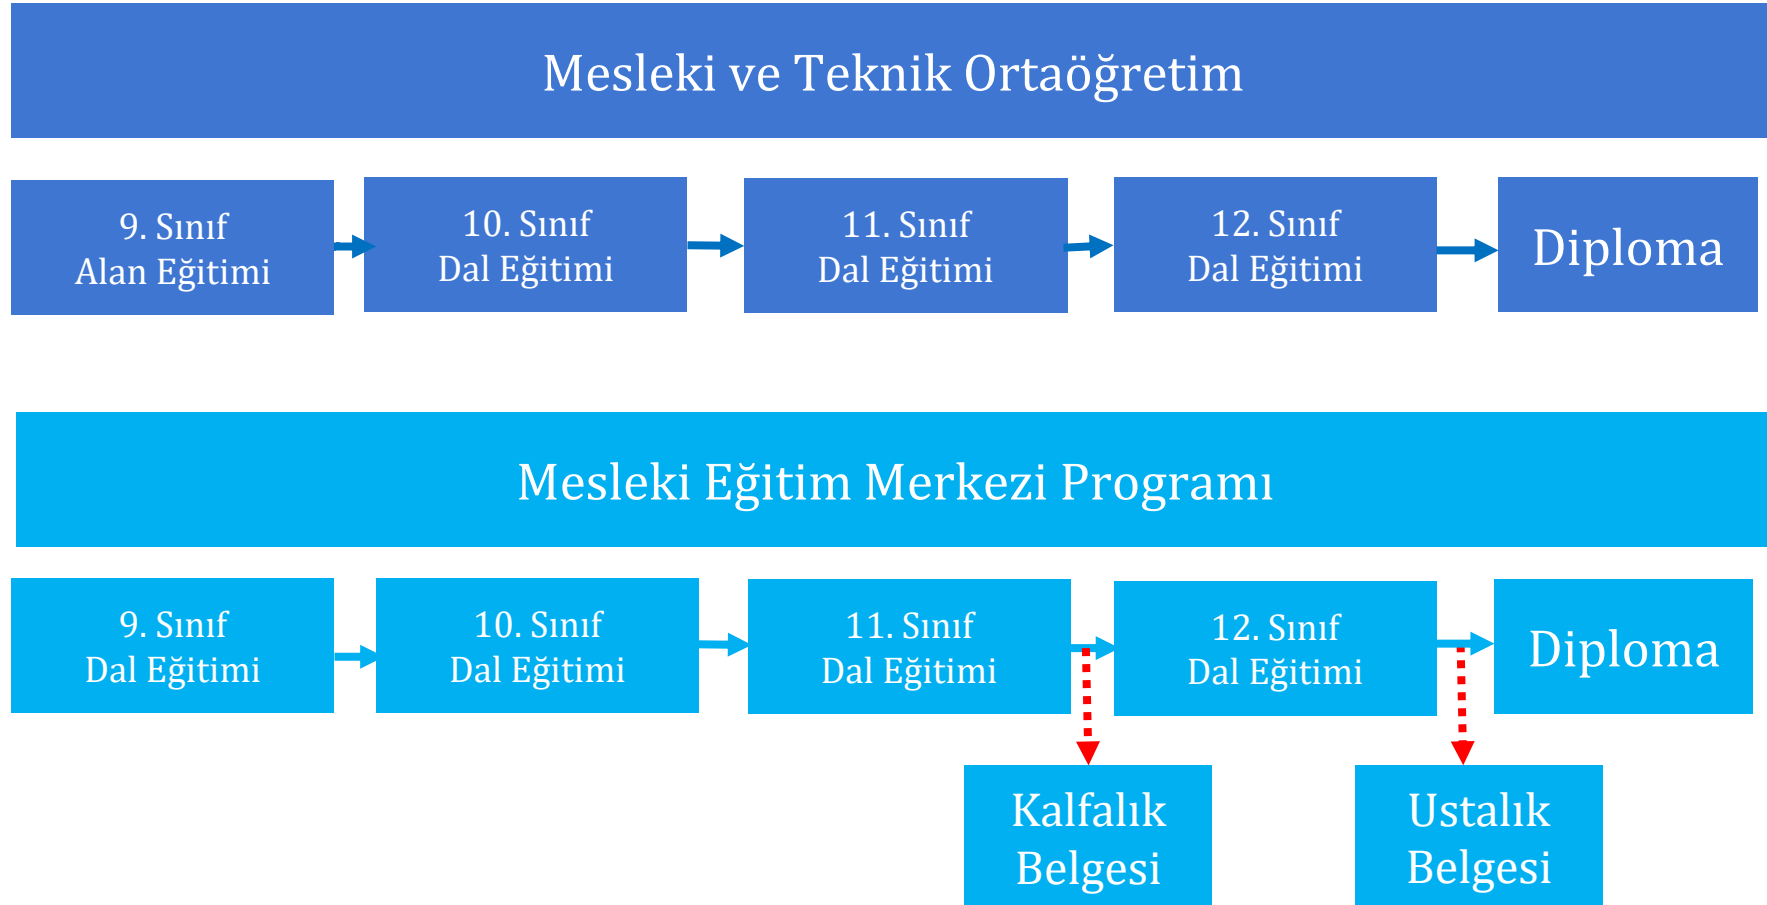 Mesleki ve Teknik Ortaöğretim
9. Sınıf
Alan Eğitimi
10. Sınıf
Dal Eğitimi
11. Sınıf
Dal Eğitimi
12. Sınıf
Dal Eğitimi
Diploma
Mesleki Eğitim Merkezi Programı
9. Sınıf
Dal Eğitimi
10. Sınıf
Dal Eğitimi
11. Sınıf
Dal Eğitimi
12. Sınıf
Dal Eğitimi
Diploma
Kalfalık
Belgesi
Ustalık
Belgesi